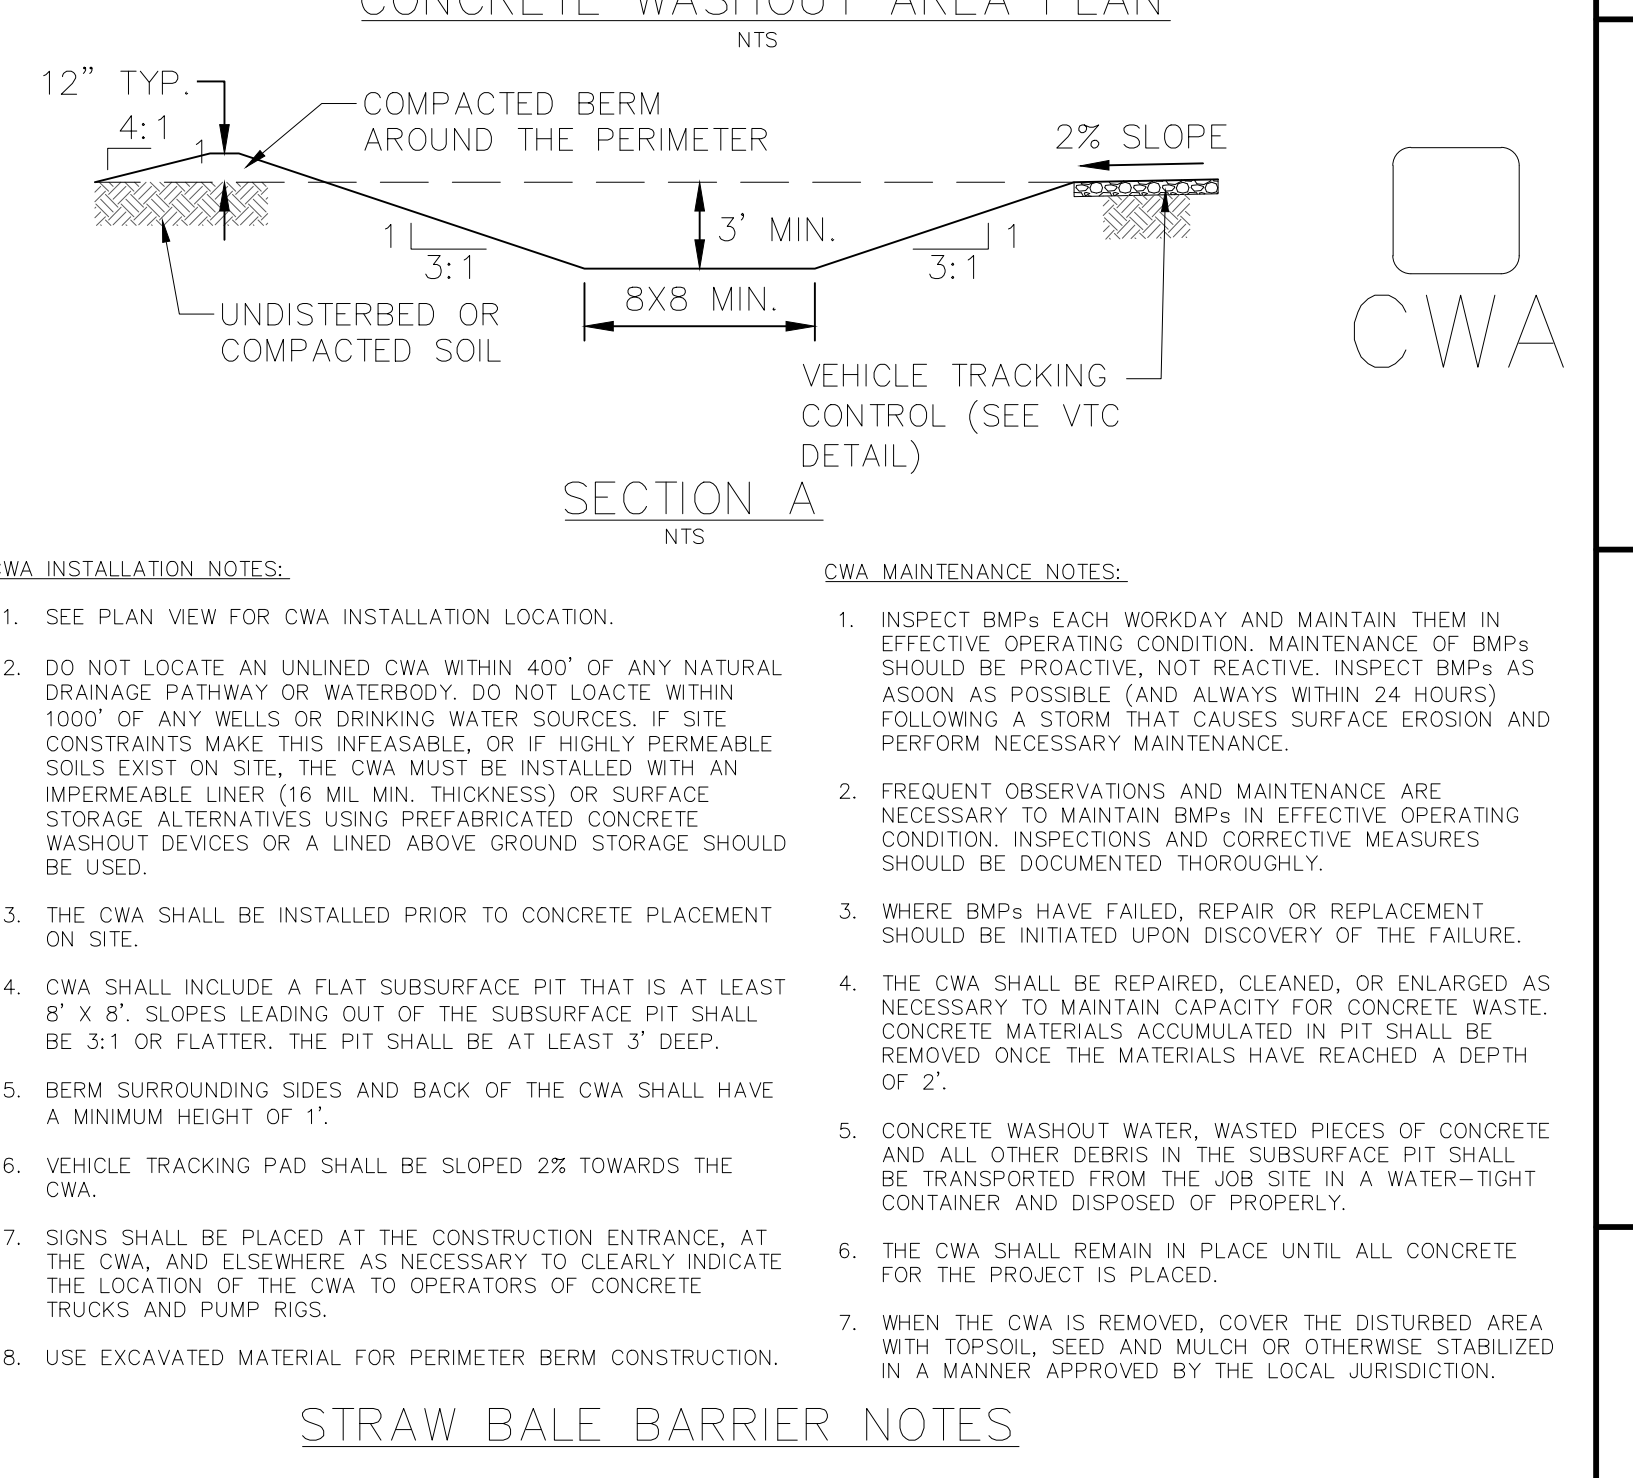 CONCRETE WASHOUT AREA PLAN
NTS
12" TYP.
4:1
1
COMPACTED BERM
AROUND THE PERIMETER
2% SLOPE
1
3:1
3' MIN.
1
3:1
8X8 MIN.
UNDISTERBED OR
COMPACTED SOIL
VEHICLE TRACKING
CONTROL (SEE VTC
DETAIL)
CWA
SECTION A
NTS
CWA INSTALLATION NOTES:
1. SEE PLAN VIEW FOR CWA INSTALLATION LOCATION.
2. DO NOT LOCATE AN UNLINED CWA WITHIN 400' OF ANY NATURAL
DRAINAGE PATHWAY OR WATERBODY. DO NOT LOACTE WITHIN
1000' OF ANY WELLS OR DRINKING WATER SOURCES. IF SITE
CONSTRAINTS MAKE THIS INFEASABLE, OR IF HIGHLY PERMEABLE
SOILS EXIST ON SITE, THE CWA MUST BE INSTALLED WITH AN
IMPERMEABLE LINER (16 MIL MIN. THICKNESS) OR SURFACE
STORAGE ALTERNATIVES USING PREFABRICATED CONCRETE
WASHOUT DEVICES OR A LINED ABOVE GROUND STORAGE SHOULD
BE USED.
3. THE CWA SHALL BE INSTALLED PRIOR TO CONCRETE PLACEMENT
ON SITE.
4. CWA SHALL INCLUDE A FLAT SUBSURFACE PIT THAT IS AT LEAST
8' X 8'. SLOPES LEADING OUT OF THE SUBSURFACE PIT SHALL
BE 3:1 OR FLATTER. THE PIT SHALL BE AT LEAST 3' DEEP.
5. BERM SURROUNDING SIDES AND BACK OF THE CWA SHALL HAVE
A MINIMUM HEIGHT OF 1'.
6. VEHICLE TRACKING PAD SHALL BE SLOPED 2% TOWARDS THE
CWA.
7. SIGNS SHALL BE PLACED AT THE CONSTRUCTION ENTRANCE, AT
THE CWA, AND ELSEWHERE AS NECESSARY TO CLEARLY INDICATE
THE LOCATION OF THE CWA TO OPERATORS OF CONCRETE
TRUCKS AND PUMP RIGS.
8. USE EXCAVATED MATERIAL FOR PERIMETER BERM CONSTRUCTION.
CWA MAINTENANCE NOTES:
1. INSPECT BMPs EACH WORKDAY AND MAINTAIN THEM IN
EFFECTIVE OPERATING CONDITION. MAINTENANCE OF BMPs
SHOULD BE PROACTIVE, NOT REACTIVE. INSPECT BMPs AS
ASOON AS POSSIBLE (AND ALWAYS WITHIN 24 HOURS)
FOLLOWING A STORM THAT CAUSES SURFACE EROSION AND
PERFORM NECESSARY MAINTENANCE.
2. FREQUENT OBSERVATIONS AND MAINTENANCE ARE
NECESSARY TO MAINTAIN BMPs IN EFFECTIVE OPERATING
CONDITION. INSPECTIONS AND CORRECTIVE MEASURES
SHOULD BE DOCUMENTED THOROUGHLY.
3. WHERE BMPs HAVE FAILED, REPAIR OR REPLACEMENT
SHOULD BE INITIATED UPON DISCOVERY OF THE FAILURE.
4. THE CWA SHALL BE REPAIRED, CLEANED, OR ENLARGED AS
NECESSARY TO MAINTAIN CAPACITY FOR CONCRETE WASTE.
CONCRETE MATERIALS ACCUMULATED IN PIT SHALL BE
REMOVED ONCE THE MATERIALS HAVE REACHED A DEPTH
OF 2'.
5. CONCRETE WASHOUT WATER, WASTED PIECES OF CONCRETE
AND ALL OTHER DEBRIS IN THE SUBSURFACE PIT SHALL
BE TRANSPORTED FROM THE JOB SITE IN A WATER-TIGHT
CONTAINER AND DISPOSED OF PROPERLY.
6. THE CWA SHALL REMAIN IN PLACE UNTIL ALL CONCRETE
FOR THE PROJECT IS PLACED.
7. WHEN THE CWA IS REMOVED, COVER THE DISTURBED AREA
WITH TOPSOIL, SEED AND MULCH OR OTHERWISE STABILIZED
IN A MANNER APPROVED BY THE LOCAL JURISDICTION.
STRAW BALE BARRIER NOTES